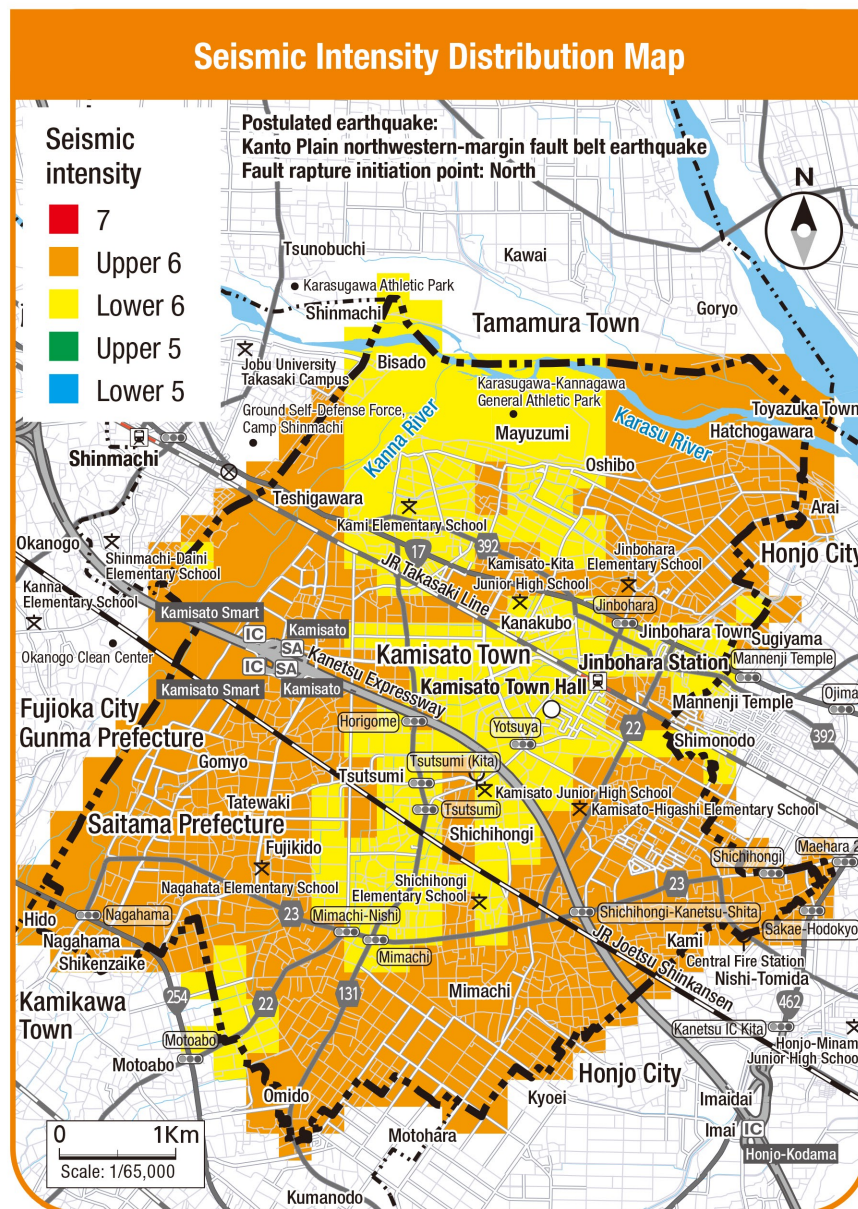 Seismic Intensity Distribution Map
Seismic
intensity
7
Upper 6
Lower 6
Upper 5
Lower 5
Postulated earthquake:
Kanto Plain northwestern-margin fault belt earthquake
Fault rapture initiation point: North
N
Tsunobuchi
Kawai
Karasugawa Athletic Park
Shinmachi
Goryo
Tamamura Town
Jobu University
Takasaki Campus
Bisado
Karasugawa-Kannagawa
General Athletic Park
Toyazuka Town
Ground Self-Defense Force,
Camp Shinmachi
Kanna River
Mayuzumi
Karasu River
Hatchogawara
Shinmachi
Oshibo
Teshigawara
Arai
Kami Elementary School
Okanogo
Shinmachi-Daini
Elementary School
17
392
JR Takasaki Line
Kamisato-Kita
Junior High School
Jinbohara
Elementary School
Honjo City
Kanna
Elementary School
Kamisato Smart
Kamisato
IC
SA
Jinbohara
Kanakubo
Jinbohara Town
Sugiyama
Okanogo Clean Center
IC
SA
Kanetsu Expressway
Kamisato Town
Jinbohara Station
Mannenji Temple
Kamisato Smart
Kamisato
Kamisato Town Hall
Mannenji Temple
Ojima
Fujioka City
Gunma Prefecture
Horigome
Yotsuya
22
Shimonodo
392
Gomyo
Tsutsumi (Kita)
Tsutsumi
Kamisato Junior High School
Tatewaki
Tsutsumi
Kamisato-Higashi Elementary School
Saitama Prefecture
Shichihongi
Fujikido
Shichihongi
Maehara 2
Nagahata Elementary School
Shichihongi
Elementary School
23
Hido
Nagahama
23
Mimachi-Nishi
Shichihongi-Kanetsu-Shita
Sakae-Hodokyo
Nagahama
Mimachi
Kami
Shikenzaike
JR Joetsu Shinkansen
Central Fire Station
Nishi-Tomida
Kamikawa
Town
254
22
131
Mimachi
462
Motoabo
Kanetsu IC Kita
Motoabo
Honjo-Minam
Junior High Schoo
Honjo City
Omido
Kyoei
Imaidai
Motohara
Imai
IC
0
1Km
Scale: 1/65,000
Honjo-Kodama
Kumanodo